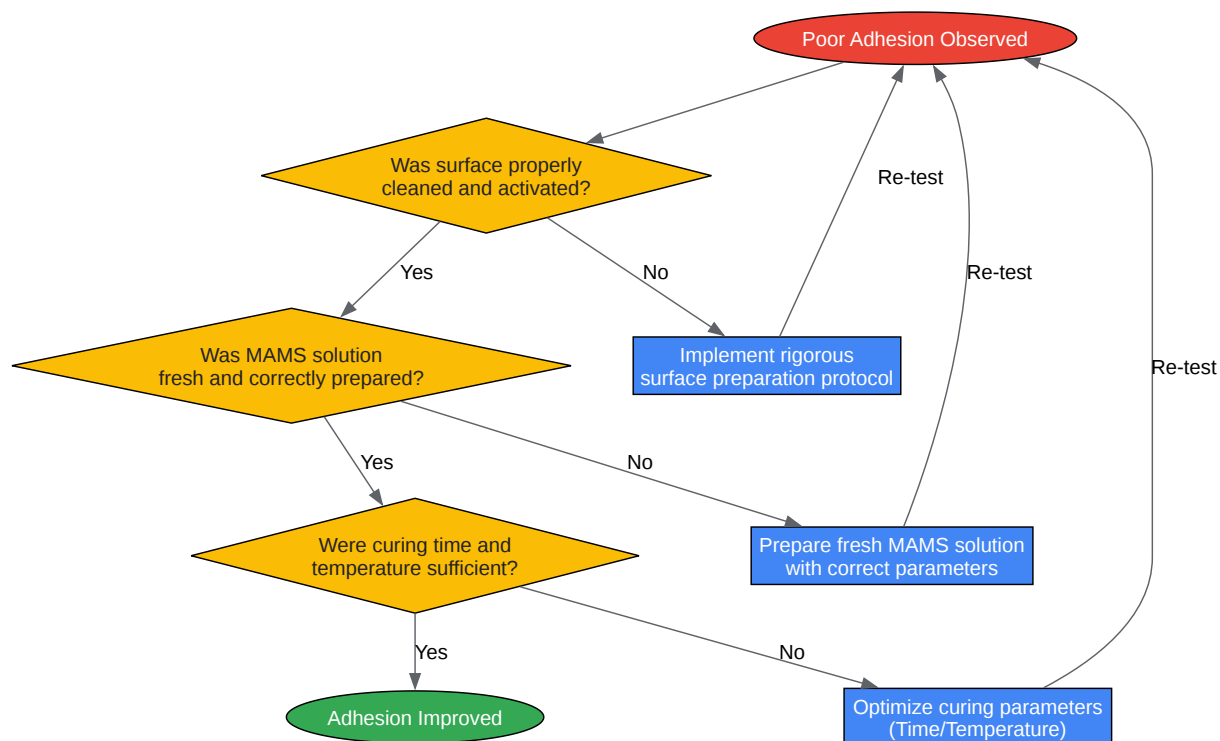 Poor Adhesion Observed
Was surface properly
cleaned and activated?
Re-test
Yes
No
Re-test
Was MAMS solution
fresh and correctly prepared?
Implement rigorous
surface preparation protocol
Re-test
Yes
No
Were curing time and
temperature sufficient?
Prepare fresh MAMS solution
with correct parameters
Yes
No
Adhesion Improved
Optimize curing parameters
(Time/Temperature)